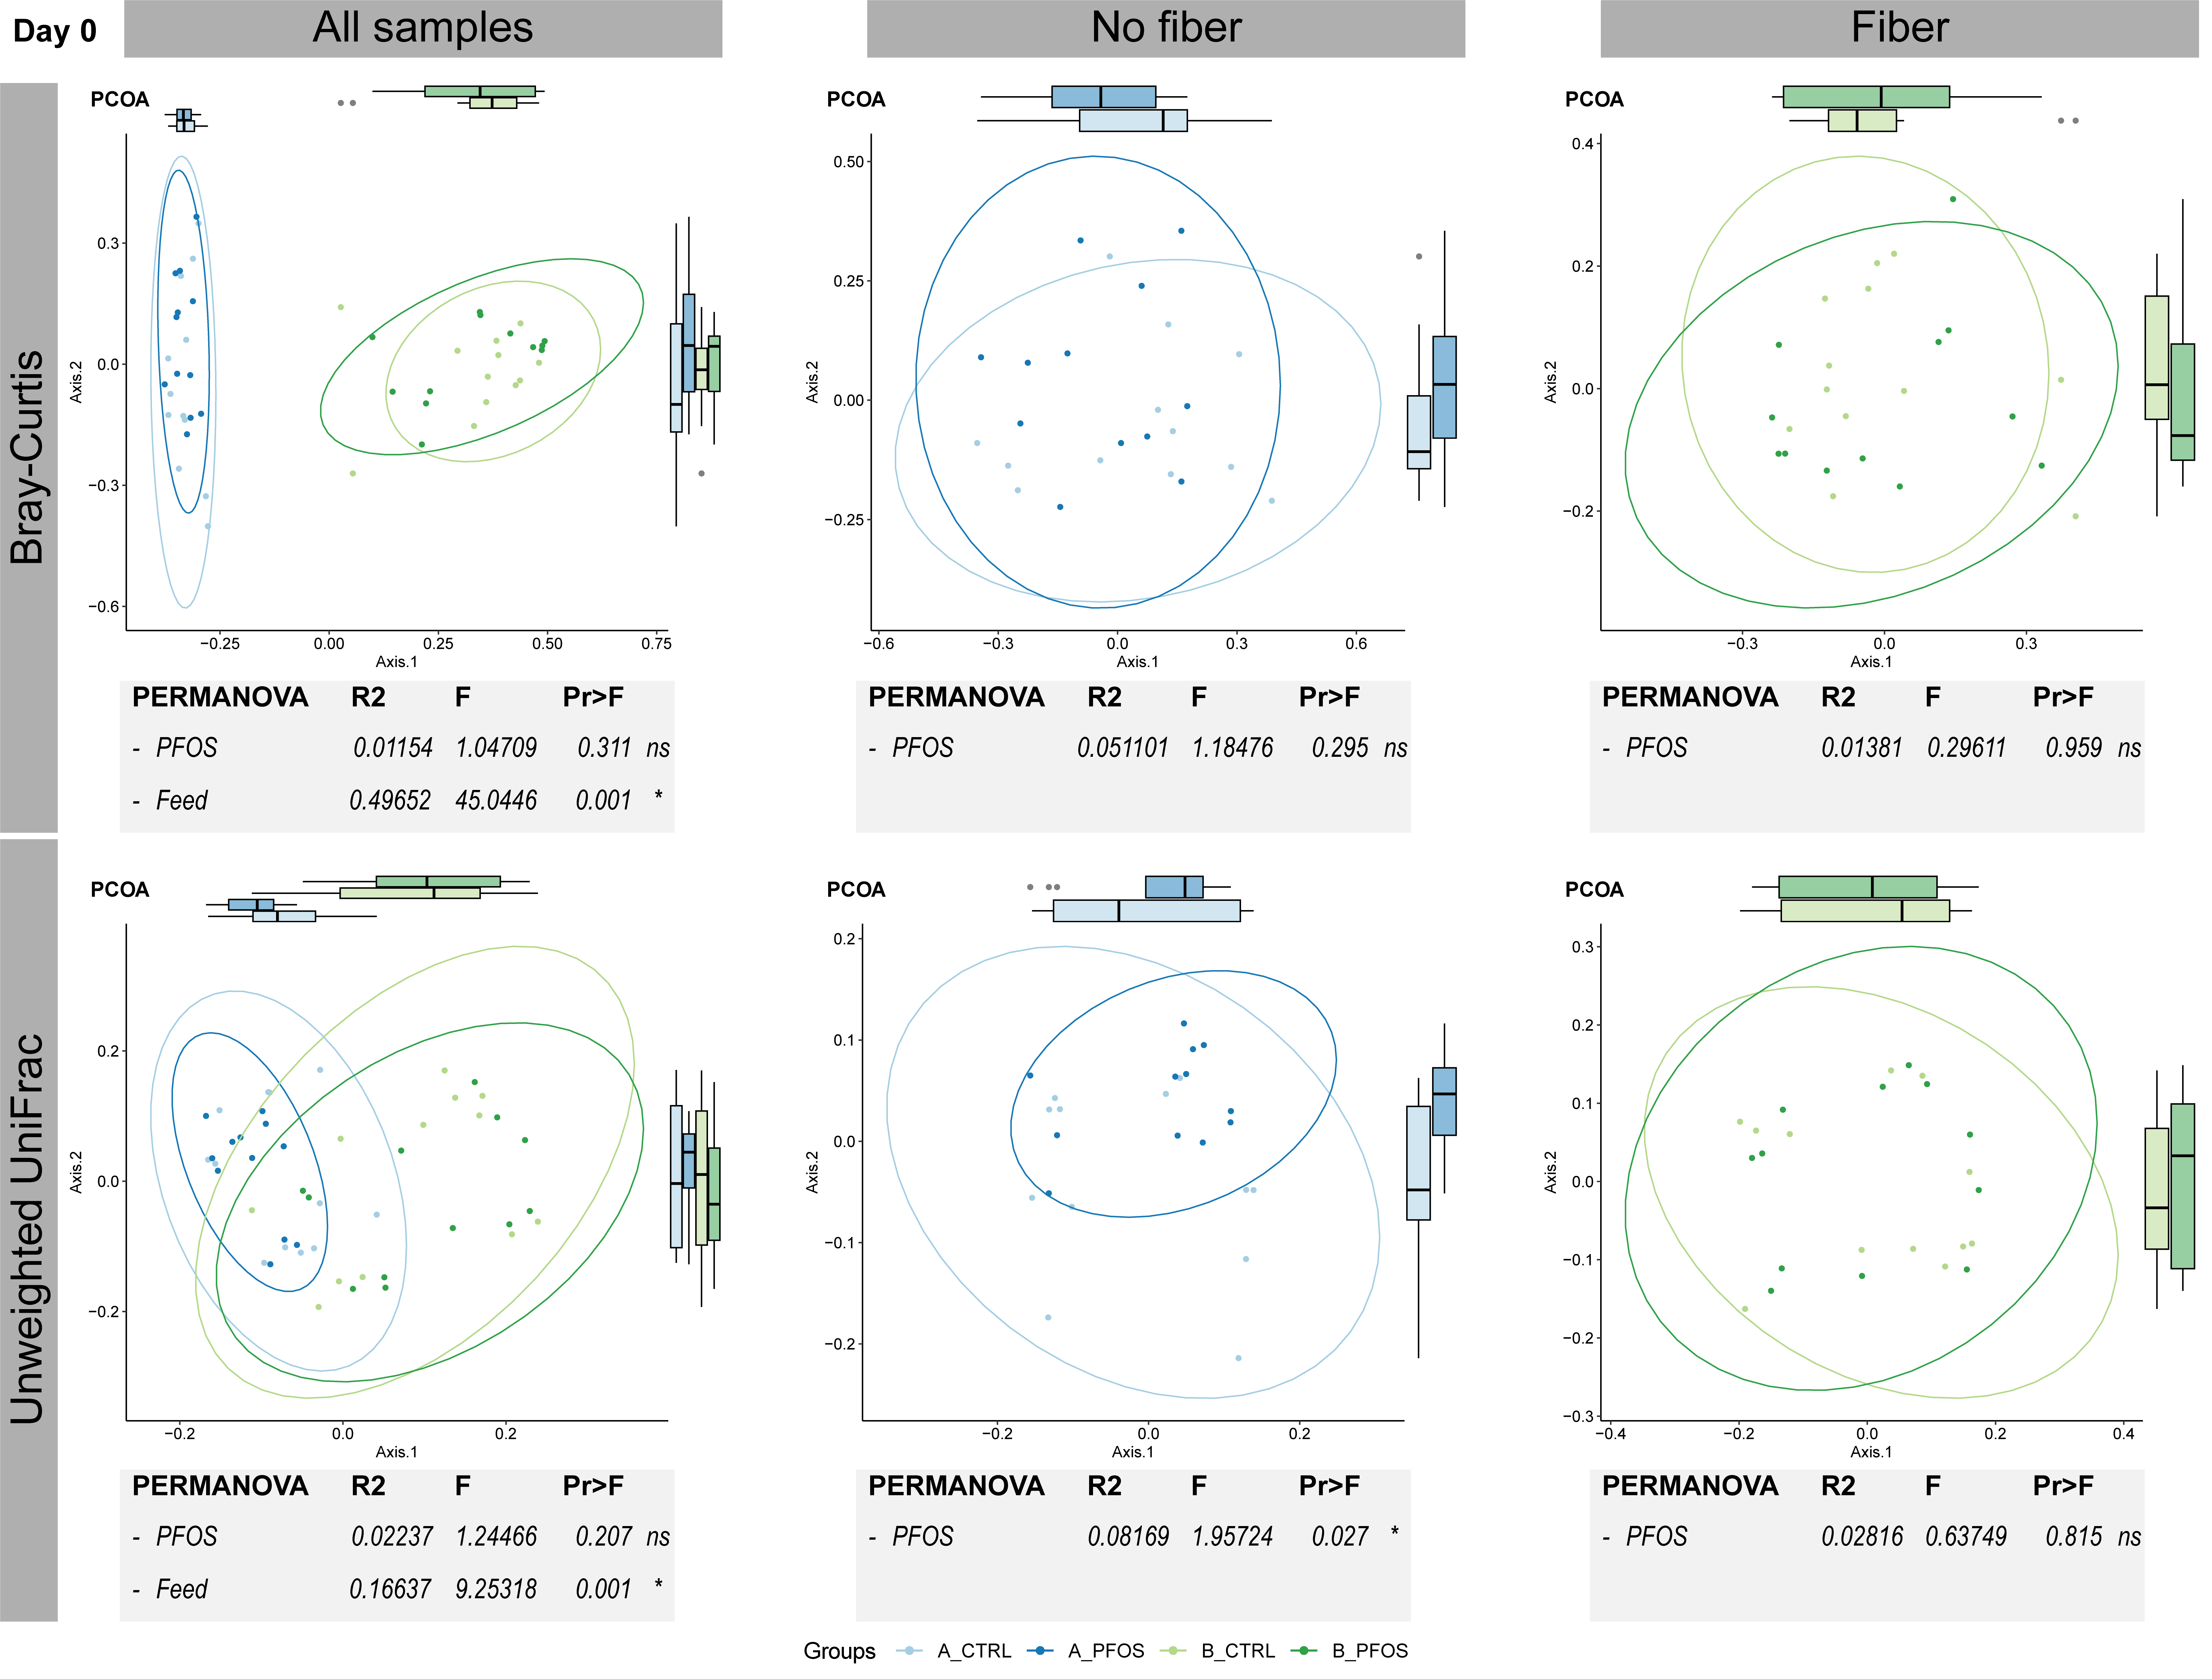 Day 0
All samples
No fiber
Fiber
Bray-Curtis
PCOA
0.3
0.0
−0.3
−0.6
Axis.2
−0.25
0.00
0.25
0.50
0.75
Axis.1
PERMANOVA R2 F Pr>F
- PFOS 0.01154 1.04709 0.311 ns
- Feed 0.49652 45.0446 0.001 *
PCOA
0.50
0.25
0.00
−0.25
Axis.2
−0.6
−0.3
0.0
0.3
0.6
Axis.1
PERMANOVA R2 F Pr>F
- PFOS 0.051101 1.18476 0.295 ns
PCOA
0.4
0.2
0.0
−0.2
Axis.2
−0.3
0.0
0.3
Axis.1
PERMANOVA R2 F Pr>F
- PFOS 0.01381 0.29611 0.959 ns
Unweighted UniFrac
PCOA
0.2
0.0
−0.2
Axis.2
−0.2
0.0
0.2
Axis.1
PERMANOVA R2 F Pr>F
- PFOS 0.02237 1.24466 0.207 ns
- Feed 0.16637 9.25318 0.001 *
PCOA
0.2
0.1
0.0
−0.1
−0.2
Axis.2
−0.2
0.0
0.2
Axis.1
PERMANOVA R2 F Pr>F
- PFOS 0.08169 1.95724 0.027 *
PCOA
0.3
0.2
0.1
0.0
−0.1
−0.2
−0.3
Axis.2
−0.4
−0.2
0.0
0.2
0.4
Axis.1
PERMANOVA R2 F Pr>F
- PFOS 0.02816 0.63749 0.815 ns
Groups A_CTRL A_PFOS B_CTRL B_PFOS